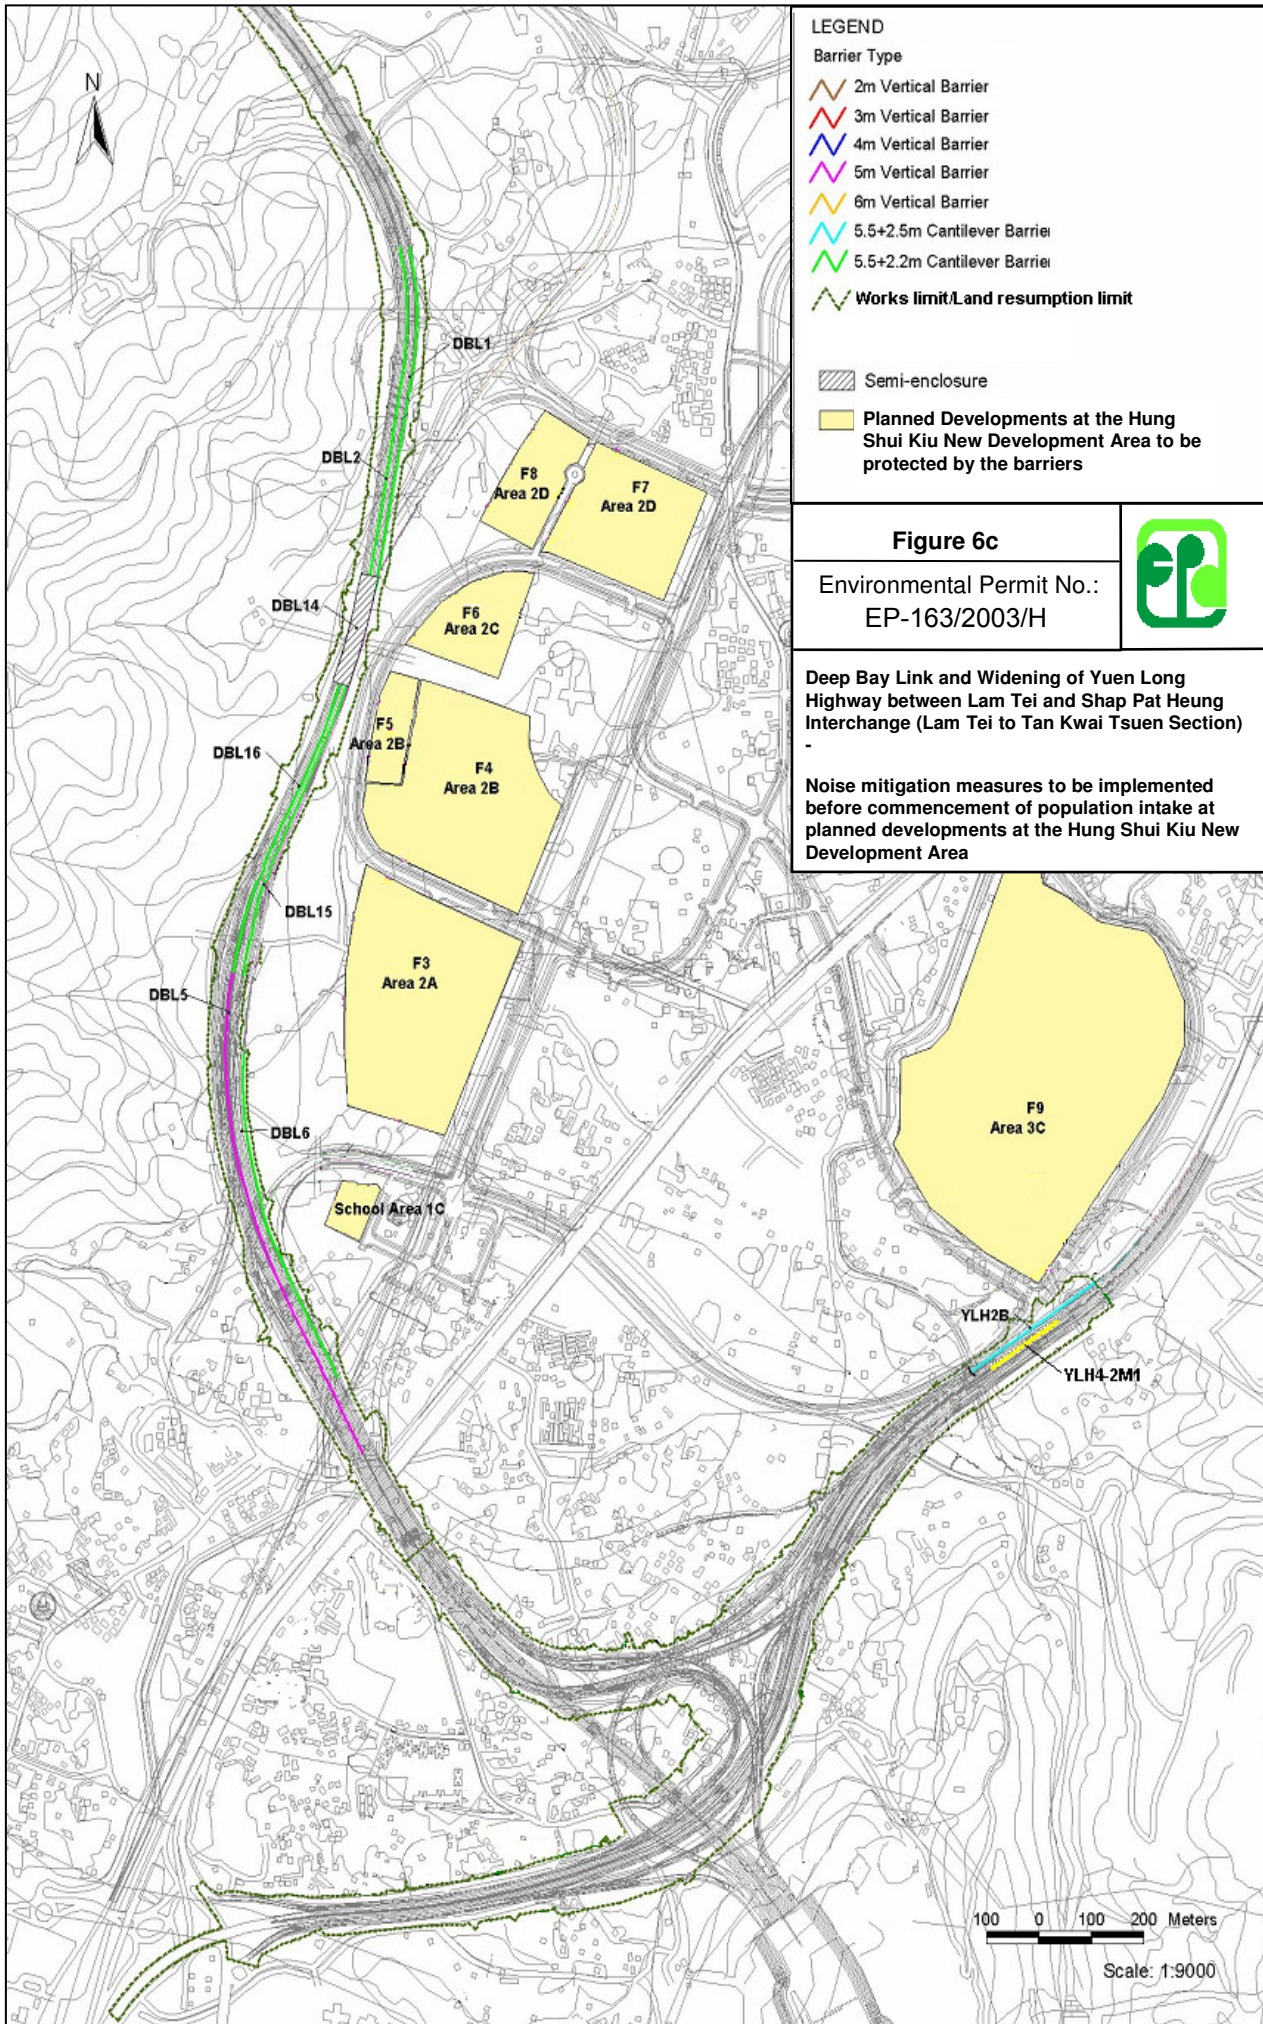 LEGEND
Barrier Type
2m Vertical Barrier
3m Vertical Barrier
4m Vertical Barrier
5m Vertical Barrier
6m Vertical Barrier
5.5+2.5m Cantilever Barrier
5.5+2.2m Cantilever Barrier
Works limit/Land resumption limit
Semi-enclosure
Planned Developments at the Hung
Shui Kiu New Development Area to be
protected by the barriers
Figure 6c
Environmental Permit No.:
EP-163/2003/H
Deep Bay Link and Widening of Yuen Long
Highway between Lam Tei and Shap Pat Heung
Interchange (Lam Tei to Tan Kwai Tsuen Section)
-
Noise mitigation measures to be implemented
before commencement of population intake at
planned developments at the Hung Shui Kiu New
Development Area
N
DBL1
DBL2
F8
Area 2D
F7
Area 2D
DBL14
F6
Area 2C
F5
Area 2B
DBL16
F4
Area 2B
DBL15
F3
Area 2A
DBL5
DBL6
F9
Area 3C
School Area 1C
YLH2B
YLH4-2M1
100 0 100 200 Meters
Scale: 1:9000